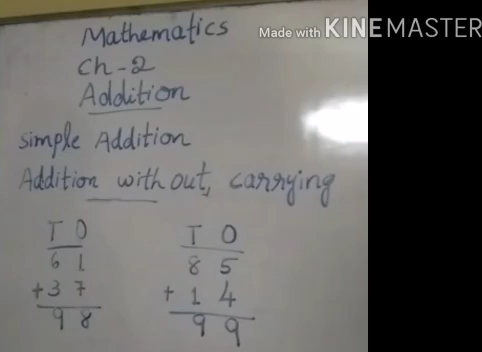 Mathematics
Made with KINEMASTER
Ch-2
Addition
Simple Addition
Addition without, carrying
T O
6 1
+3 7
9 8
T O
8 5
+ 1 4
9 9